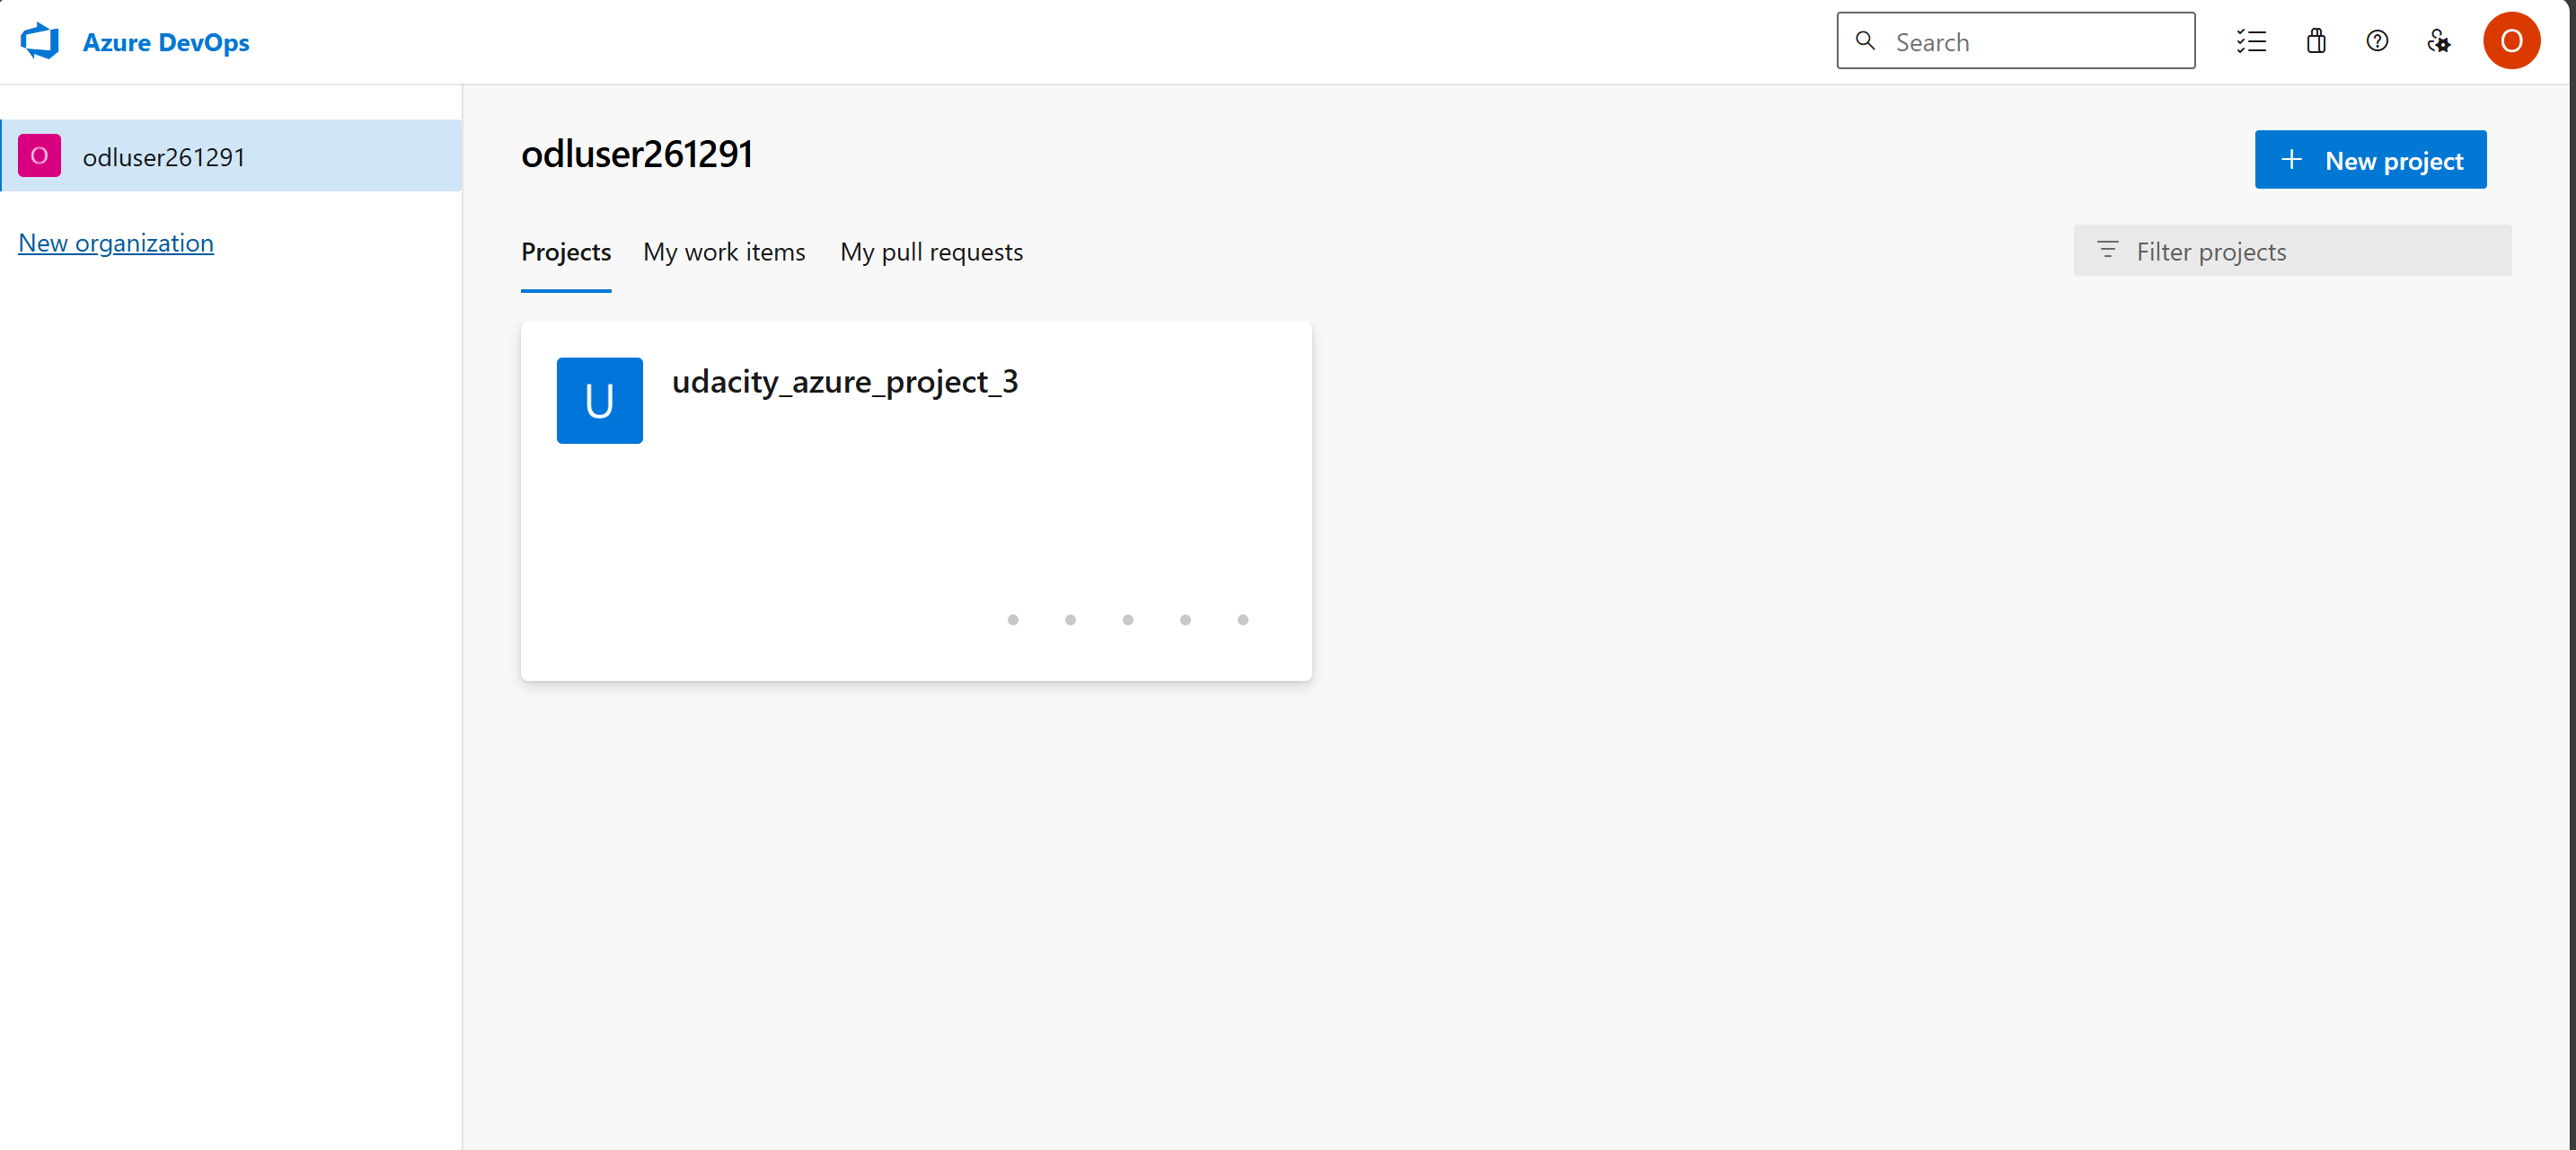 Azure DevOps
Search
O
O
odluser261291
New organization
odluser261291
New project
Projects
My work items
My pull requests
Filter projects
U
udacity_azure_project_3